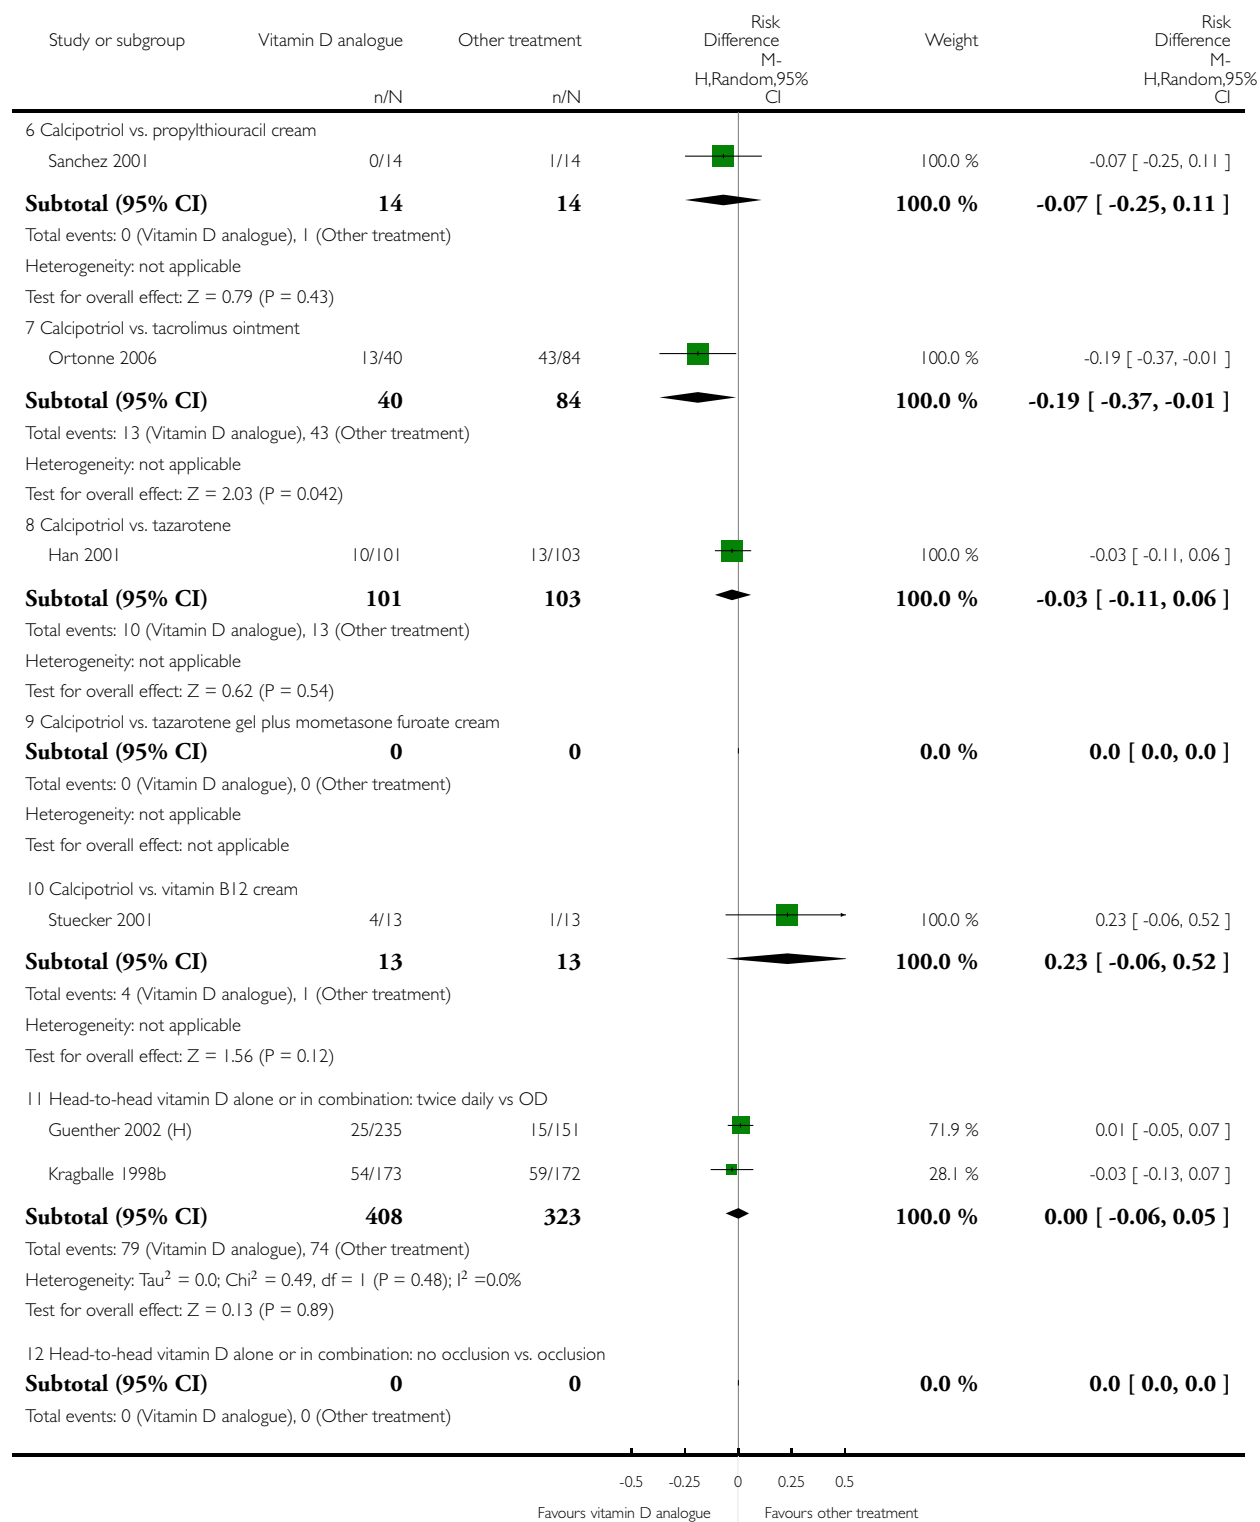 Study or subgroup Vitamin D analogue Other treatment Risk Difference Weight Risk Difference
M-H,Random,95% CI M-H,Random,95% CI
n/N n/N
6 Calcipotriol vs. propylthiouracil cream
Sanchez 2001 0/14 1/14 100.0 % -0.07 [ -0.25, 0.11 ]
Subtotal (95% CI) 14 14 100.0 % -0.07 [ -0.25, 0.11 ]
Total events: 0 (Vitamin D analogue), 1 (Other treatment)
Heterogeneity: not applicable
Test for overall effect: Z = 0.79 (P = 0.43)
7 Calcipotriol vs. tacrolimus ointment
Ortonne 2006 13/40 43/84 100.0 % -0.19 [ -0.37, -0.01 ]
Subtotal (95% CI) 40 84 100.0 % -0.19 [ -0.37, -0.01 ]
Total events: 13 (Vitamin D analogue), 43 (Other treatment)
Heterogeneity: not applicable
Test for overall effect: Z = 2.03 (P = 0.042)
8 Calcipotriol vs. tazarotene
Han 2001 10/101 13/103 100.0 % -0.03 [ -0.11, 0.06 ]
Subtotal (95% CI) 101 103 100.0 % -0.03 [ -0.11, 0.06 ]
Total events: 10 (Vitamin D analogue), 13 (Other treatment)
Heterogeneity: not applicable
Test for overall effect: Z = 0.62 (P = 0.54)
9 Calcipotriol vs. tazarotene gel plus mometasone furoate cream
Subtotal (95% CI) 0 0 0.0 % 0.0 [ 0.0, 0.0 ]
Total events: 0 (Vitamin D analogue), 0 (Other treatment)
Heterogeneity: not applicable
Test for overall effect: not applicable
10 Calcipotriol vs. vitamin B12 cream
Stuecker 2001 4/13 1/13 100.0 % 0.23 [ -0.06, 0.52 ]
Subtotal (95% CI) 13 13 100.0 % 0.23 [ -0.06, 0.52 ]
Total events: 4 (Vitamin D analogue), 1 (Other treatment)
Heterogeneity: not applicable
Test for overall effect: Z = 1.56 (P = 0.12)
11 Head-to-head vitamin D alone or in combination: twice daily vs OD
Guenther 2002 (H) 25/235 15/151 71.9 % 0.01 [ -0.05, 0.07 ]
Kragballe 1998b 54/173 59/172 28.1 % -0.03 [ -0.13, 0.07 ]
Subtotal (95% CI) 408 323 100.0 % 0.00 [ -0.06, 0.05 ]
Total events: 79 (Vitamin D analogue), 74 (Other treatment)
Heterogeneity: Tau² = 0.0; Chi² = 0.49, df = 1 (P = 0.48); I² =0.0%
Test for overall effect: Z = 0.13 (P = 0.89)
12 Head-to-head vitamin D alone or in combination: no occlusion vs. occlusion
Subtotal (95% CI) 0 0 0.0 % 0.0 [ 0.0, 0.0 ]
Total events: 0 (Vitamin D analogue), 0 (Other treatment)
-0.5 -0.25 0 0.25 0.5
Favours vitamin D analogue Favours other treatment